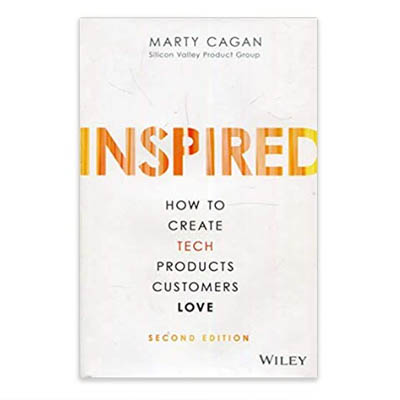 MARTY CAGAN
Silicon Valley Product Group
INSPIRED
HOW TO
CREATE
TECH
PRODUCTS
CUSTOMERS
LOVE
SECOND EDITION
WILEY